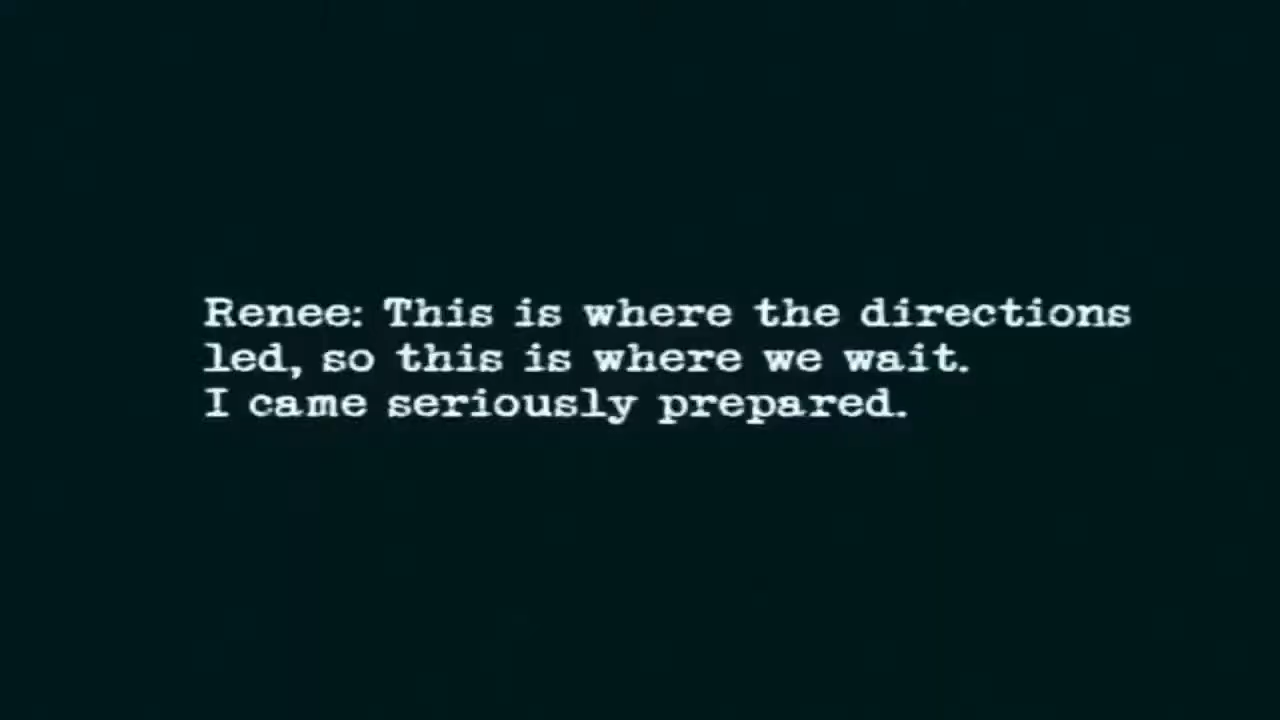 Renee: This is where the directions
led, so this is where we wait.
I came seriously prepared.